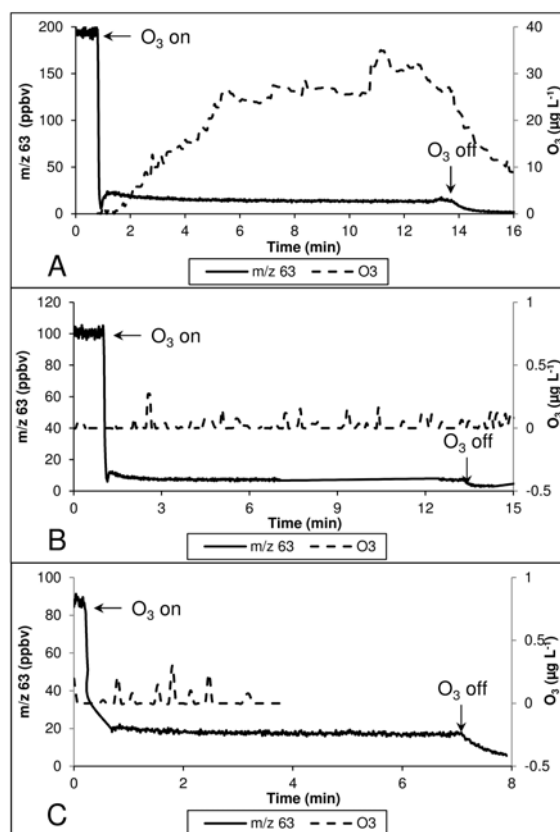 200
150
100
50
0
m/z 63 (ppbv)
O₃ on
O₃ off
40
30
20
10
0
O₃ (µg L⁻¹)
0 2 4 6 8 10 12 14 16
Time (min)
A
m/z 63 O3
120
100
80
60
40
20
0
m/z 63 (ppbv)
O₃ on
O₃ off
1
0.5
0
-0.5
O₃ (µg L⁻¹)
0 3 6 9 12 15
Time (min)
B
m/z 63 O3
100
80
60
40
20
0
m/z 63 (ppbv)
O₃ on
O₃ off
1
0.5
0
-0.5
O₃ (µg L⁻¹)
0 2 4 6 8
Time (min)
C
m/z 63 O3